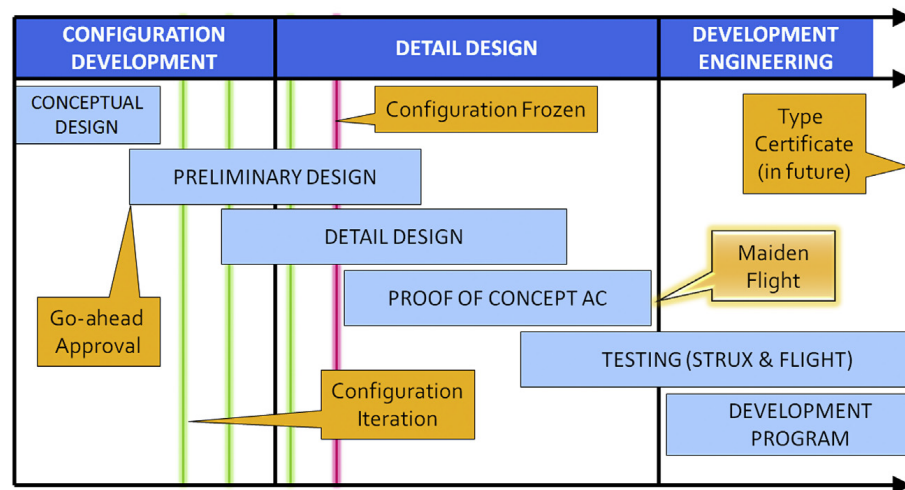 CONFIGURATION
DEVELOPMENT
DETAIL DESIGN
DEVELOPMENT
ENGINEERING
CONCEPTUAL
DESIGN
Configuration Frozen
Type
Certificate
(in future)
PRELIMINARY DESIGN
DETAIL DESIGN
Maiden
Flight
PROOF OF CONCEPT AC
Go-ahead
Approval
TESTING (STRUX & FLIGHT)
Configuration
Iteration
DEVELOPMENT
PROGRAM